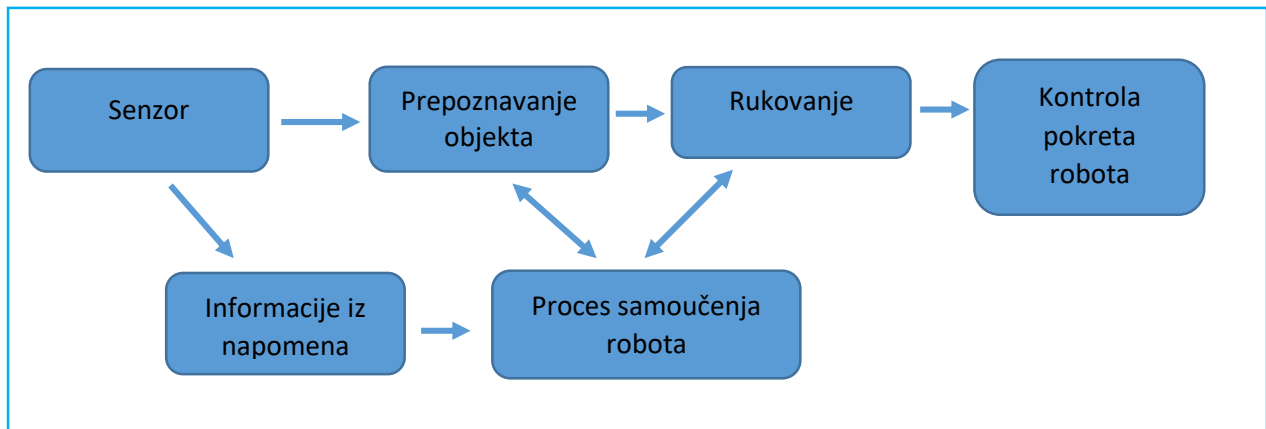 Senzor
Prepoznavanje
objekta
Rukovanje
Kontrola
pokreta
robota
Informacije iz
napomena
Proces samoučenja
robota